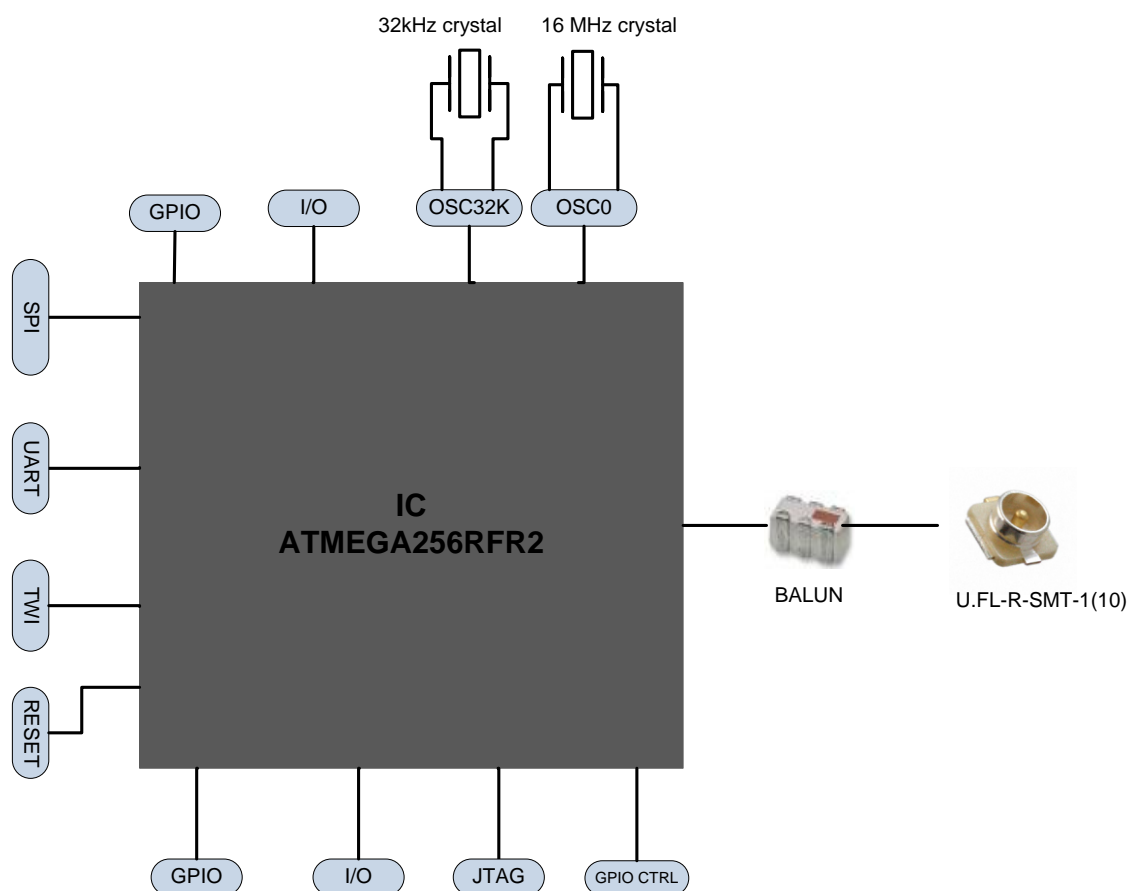 32kHz crystal
16 MHz crystal
GPIO
I/O
OSC32K
OSC0
SPI
UART
TWI
RESET
IC
ATMEGA256RFR2
BALUN
U.FL-R-SMT-1(10)
GPIO
I/O
JTAG
GPIO CTRL